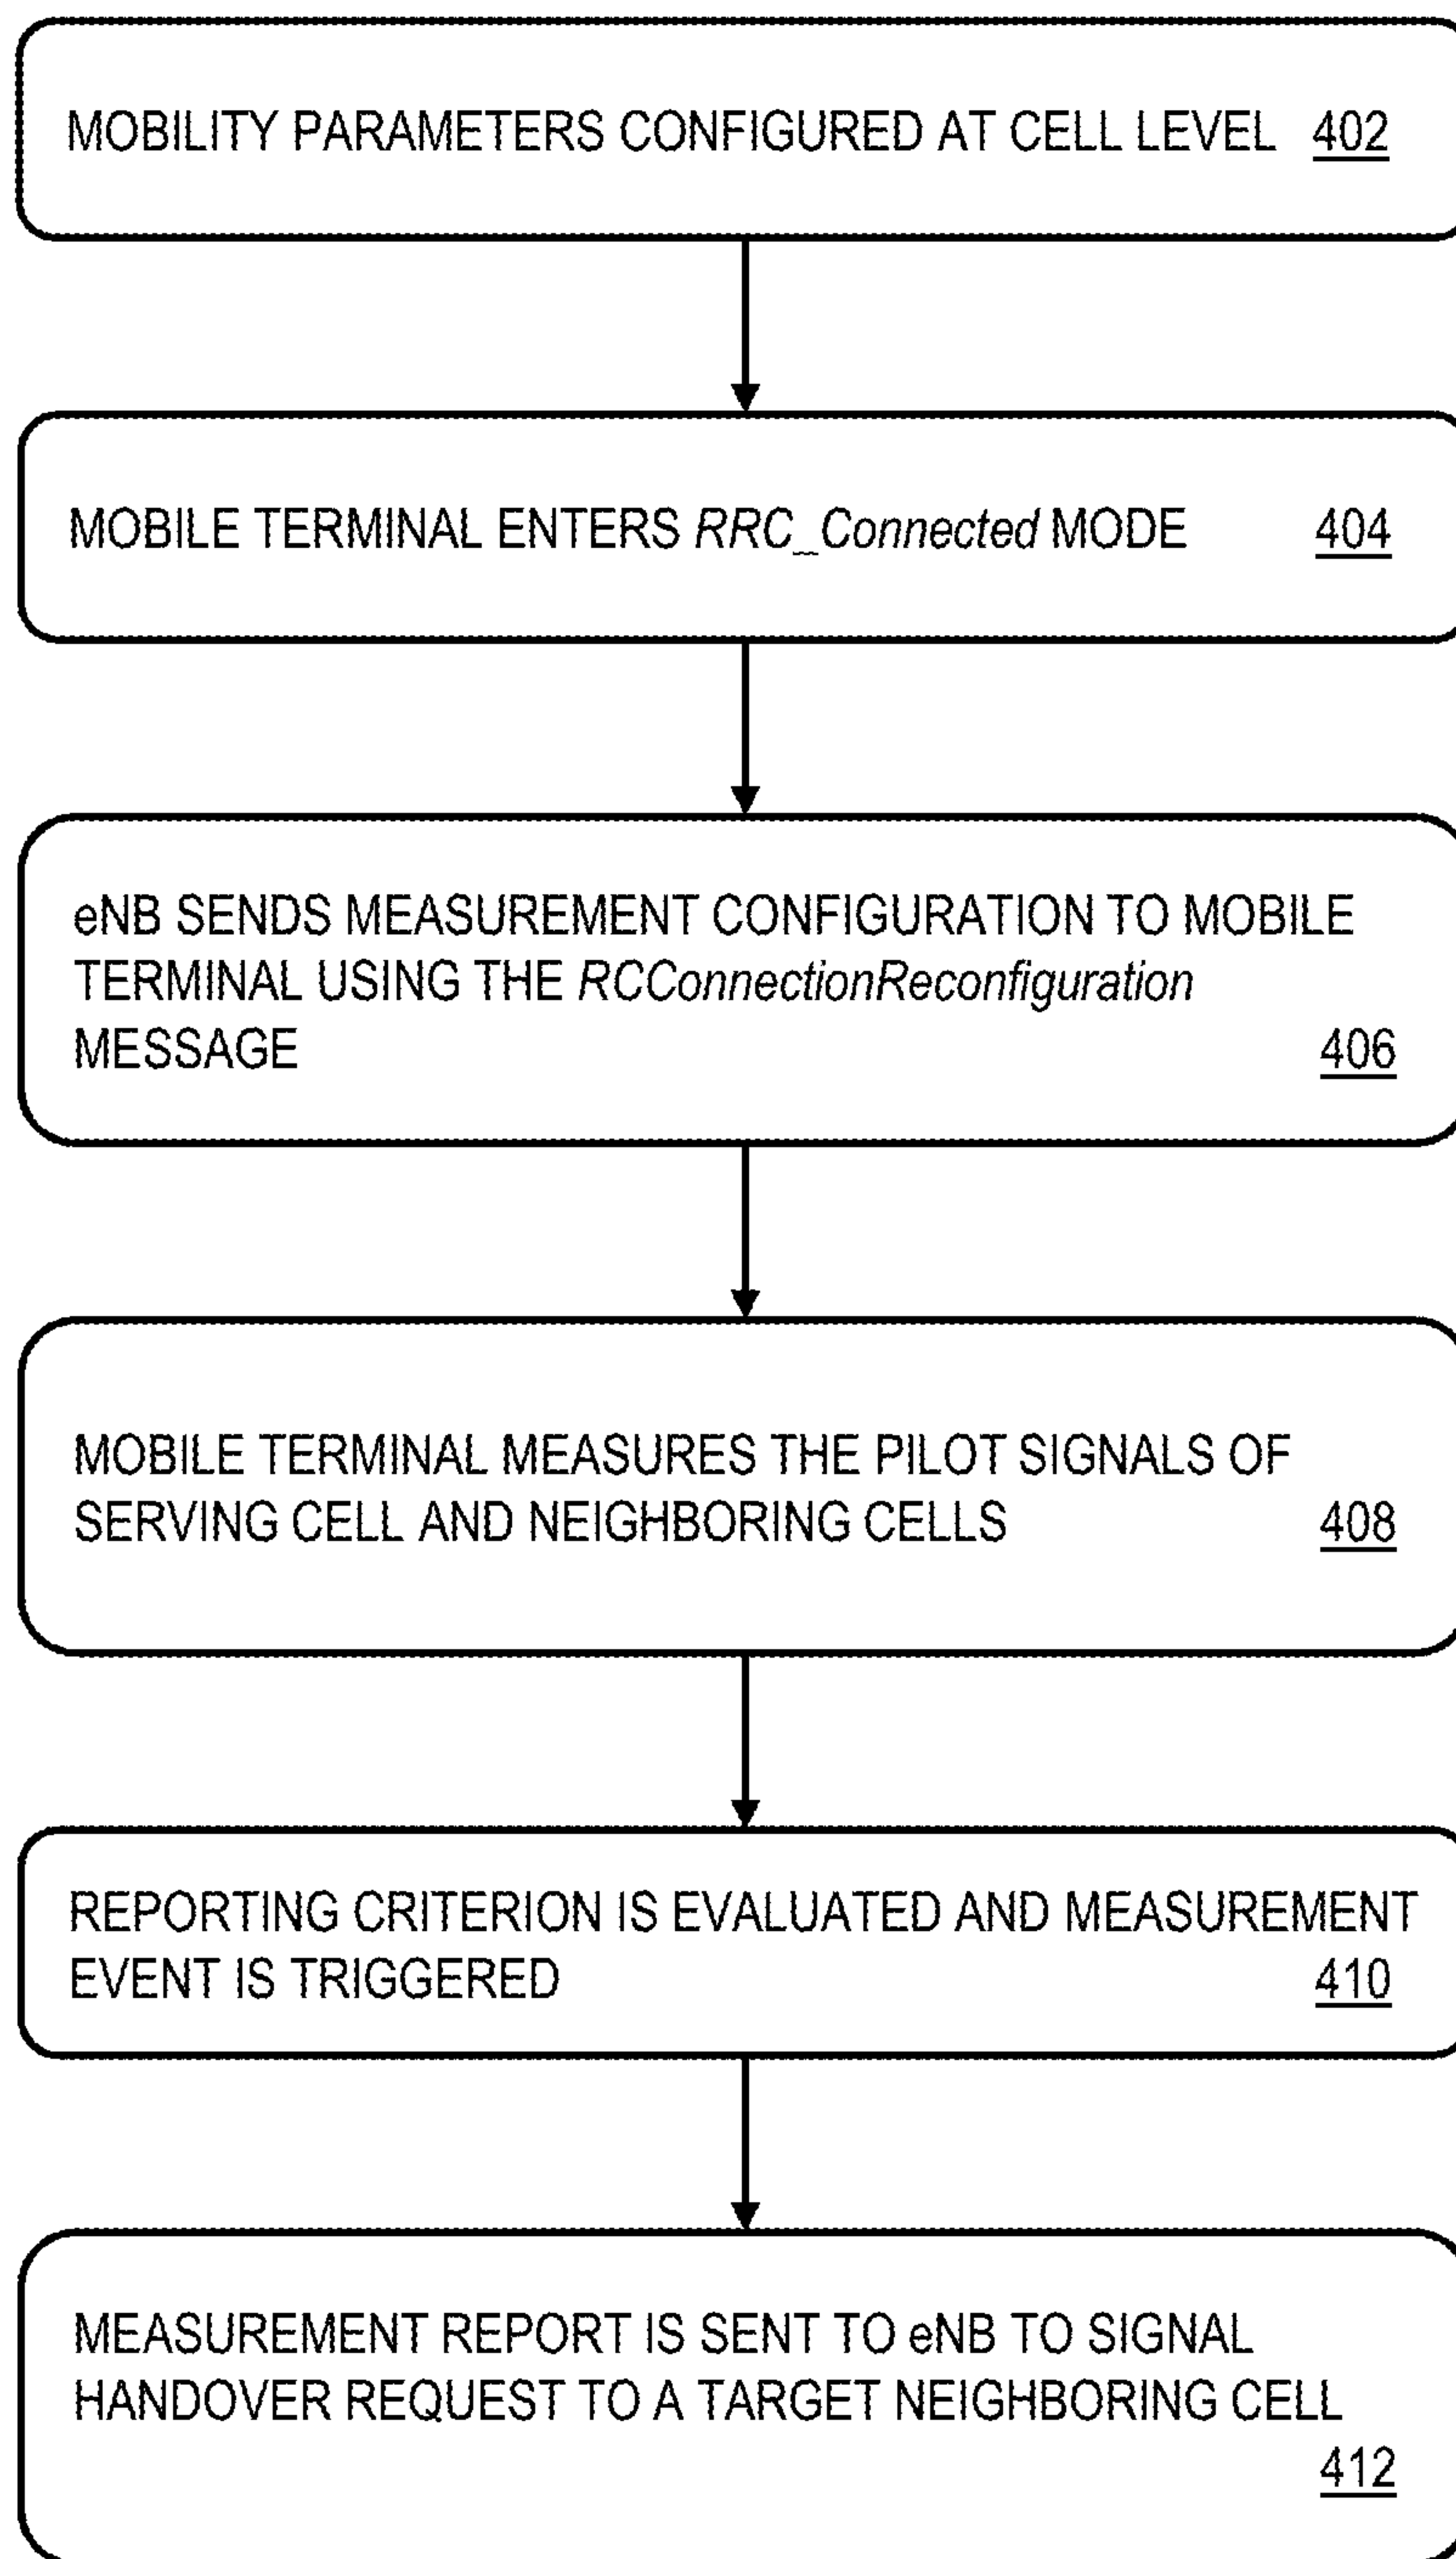 MOBILITY PARAMETERS CONFIGURED AT CELL LEVEL 402
MOBILE TERMINAL ENTERS RRC_Connected MODE 404
eNB SENDS MEASUREMENT CONFIGURATION TO MOBILE
TERMINAL USING THE RCConnectionReconfiguration
MESSAGE 406
MOBILE TERMINAL MEASURES THE PILOT SIGNALS OF
SERVING CELL AND NEIGHBORING CELLS 408
REPORTING CRITERION IS EVALUATED AND MEASUREMENT
EVENT IS TRIGGERED 410
MEASUREMENT REPORT IS SENT TO eNB TO SIGNAL
HANDOVER REQUEST TO A TARGET NEIGHBORING CELL
412